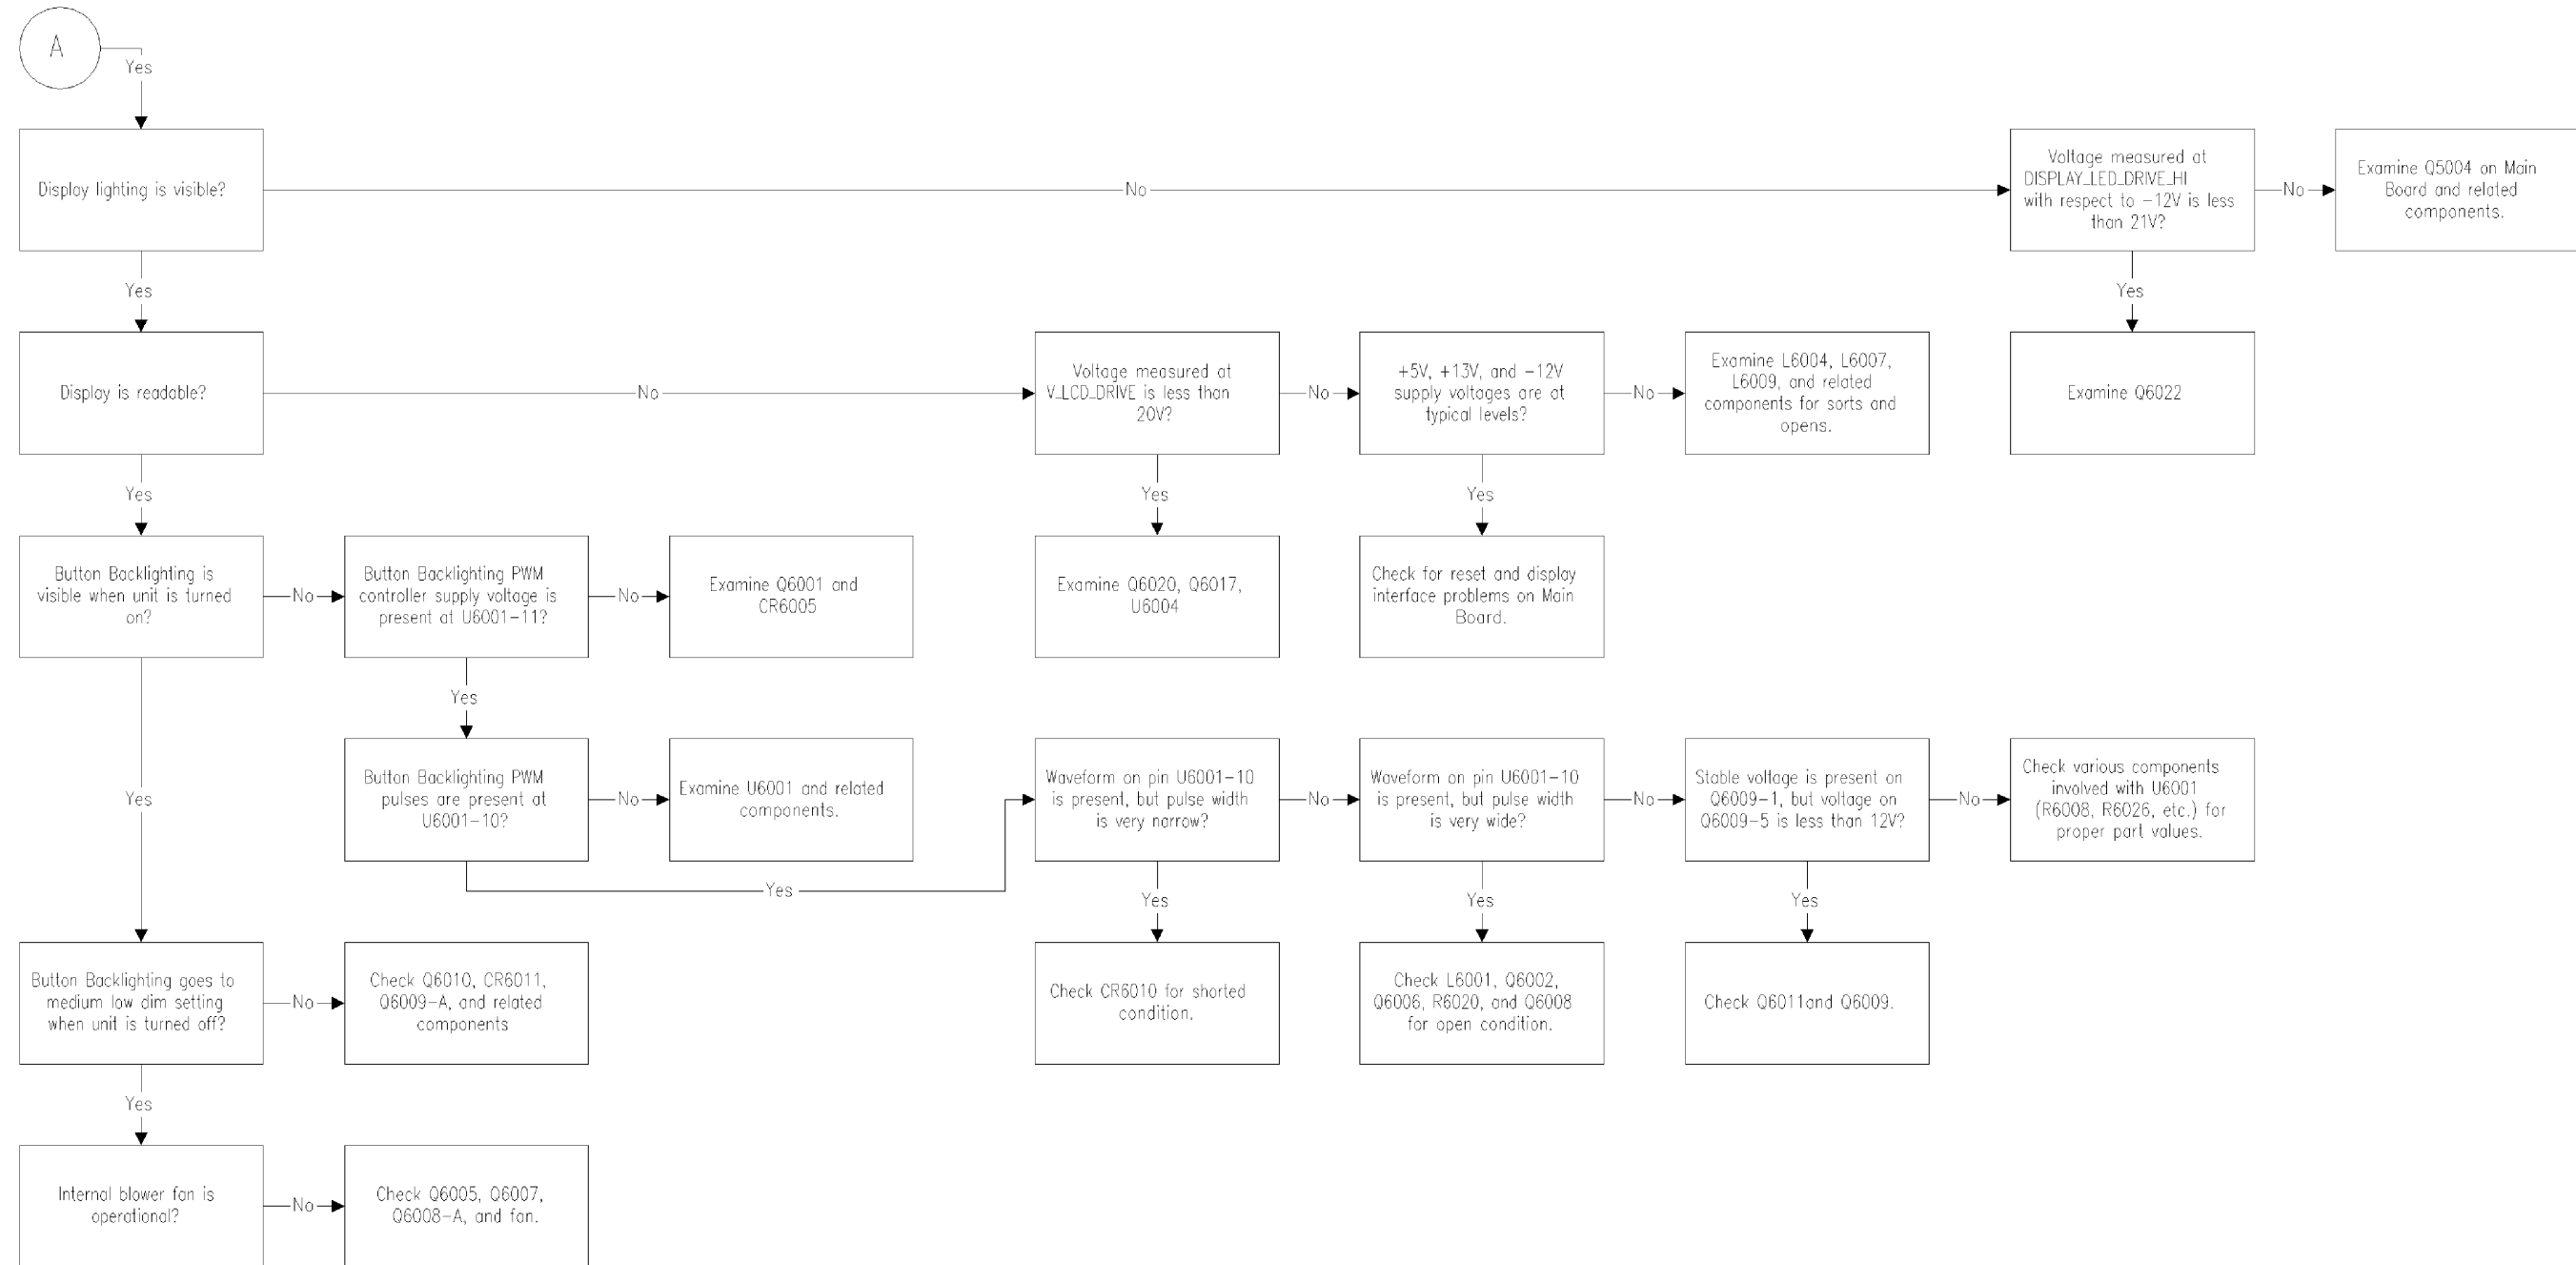 A
Yes
Display lighting is visible?
No
Voltage measured at
DISPLAY_LED_DRIVE_HI
with respect to −12V is less
than 21V?
No
Examine Q5004 on Main
Board and related
components.
Yes
Yes
Display is readable?
No
Voltage measured at
V_LCD_DRIVE is less than
20V?
No
+5V, +13V, and −12V
supply voltages are at
typical levels?
No
Examine L6004, L6007,
L6009, and related
components for sorts and
opens.
Examine Q6022
Yes
Yes
Yes
Button Backlighting is
visible when unit is turned
on?
No
Button Backlighting PWM
controller supply voltage is
present at U6001−11?
No
Examine Q6001 and
CR6005
Examine Q6020, Q6017,
U6004
Check for reset and display
interface problems on Main
Board.
Yes
Yes
Button Backlighting PWM
pulses are present at
U6001−10?
No
Examine U6001 and related
components.
Yes
Waveform on pin U6001−10
is present, but pulse width
is very narrow?
No
Waveform on pin U6001−10
is present, but pulse width
is very wide?
No
Stable voltage is present on
Q6009−1, but voltage on
Q6009−5 is less than 12V?
No
Check various components
involved with U6001
(R6008, R6026, etc.) for
proper part values.
Yes
Yes
Yes
Button Backlighting goes to
medium low dim setting
when unit is turned off?
No
Check Q6010, CR6011,
Q6009−A, and related
components
Check CR6010 for shorted
condition.
Check L6001, Q6002,
Q6006, R6020, and Q6008
for open condition.
Check Q6011and Q6009.
Yes
Internal blower fan is
operational?
No
Check Q6005, Q6007,
Q6008−A, and fan.